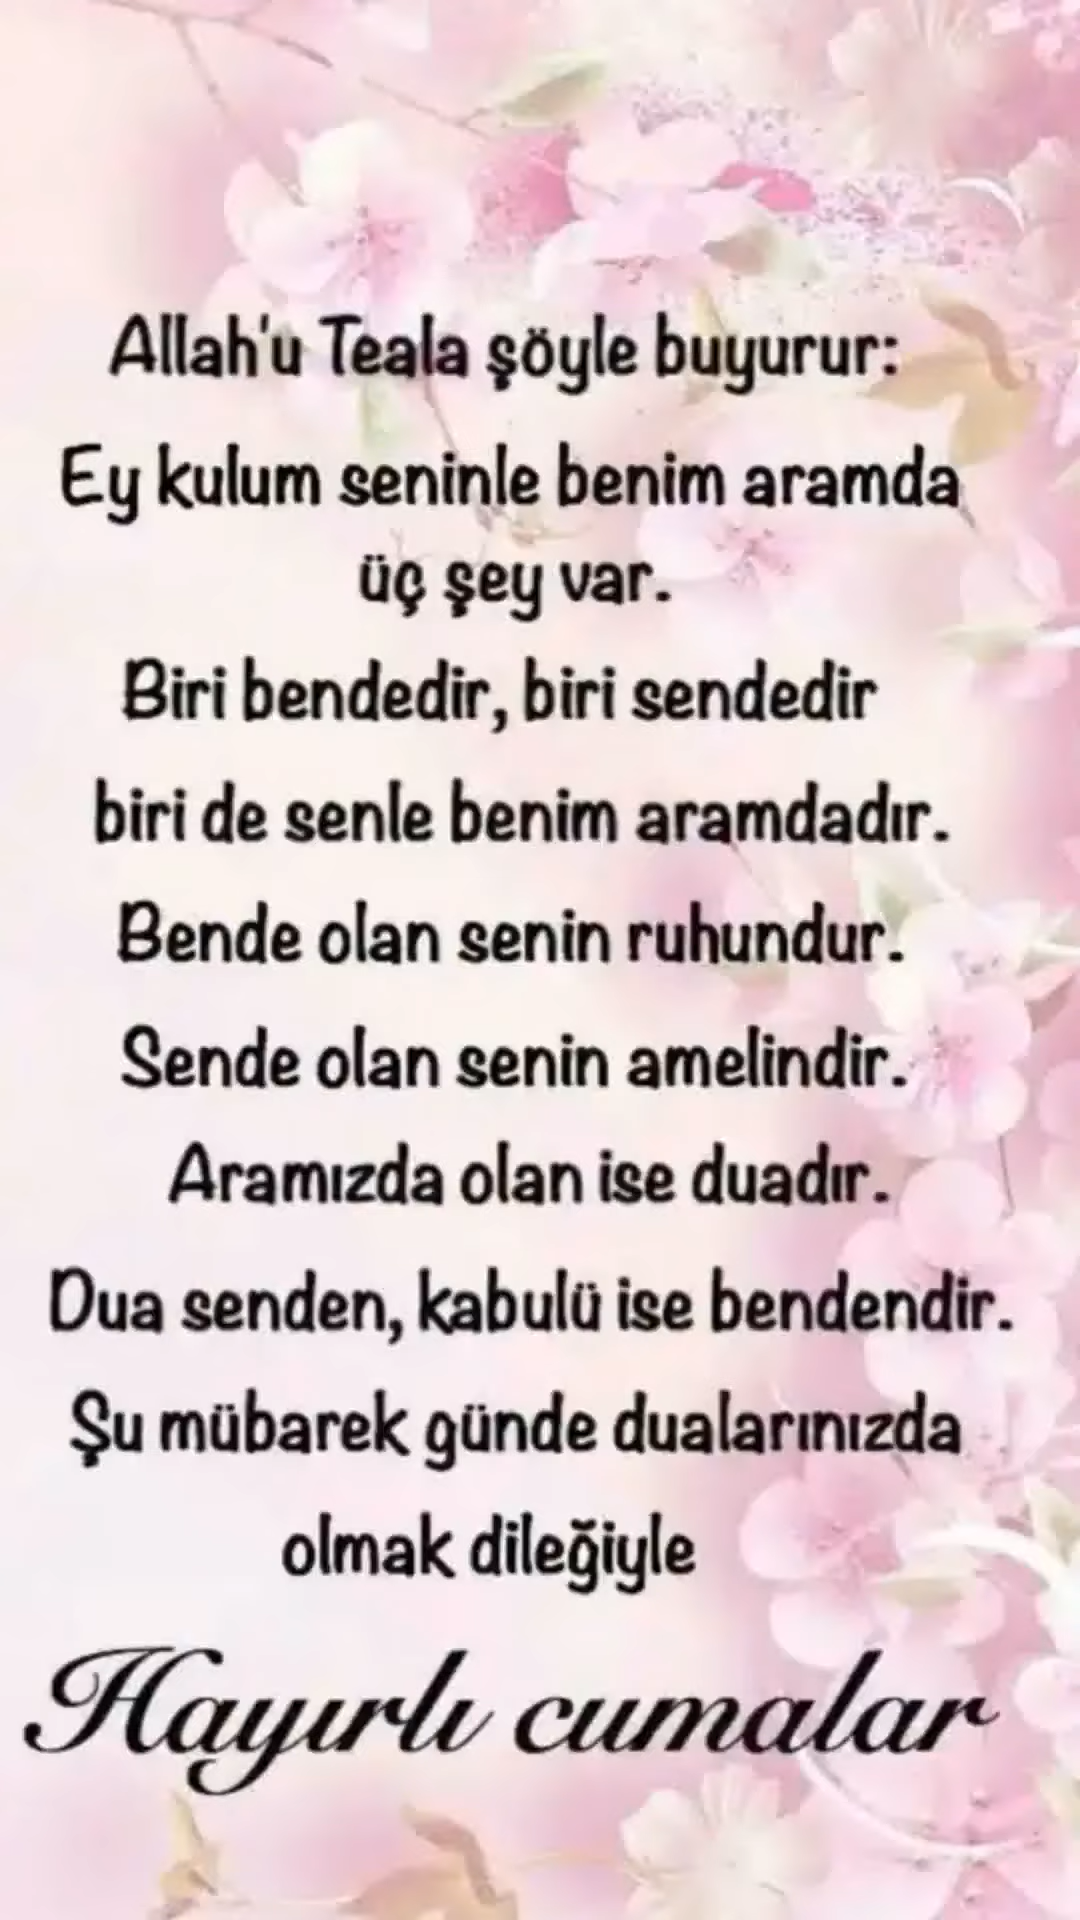 Allah'u Teala şöyle buyurur:
Ey kulum seninle benim aramda
üç şey var.
Biri bendedir, biri sendedir
biri de senle benim aramdadır.
Bende olan senin ruhundur.
Sende olan senin amelindir.
Aramızda olan ise duadır.
Dua senden, kabulü ise bendendir.
Şu mübarek günde dualarınızda
olmak dileğiyle
Hayırlı cumalar